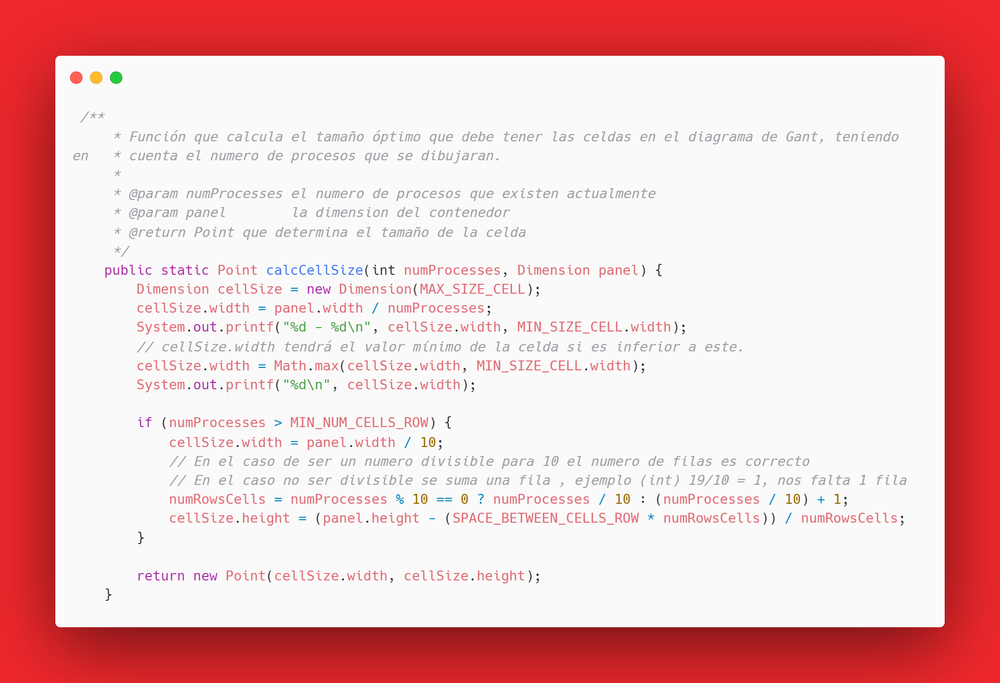 /**
     * Función que calcula el tamaño óptimo que debe tener las celdas en el diagrama de Gant, teniendo
en   * cuenta el numero de procesos que se dibujaran.
     *
     * @param numProcesses el numero de procesos que existen actualmente
     * @param panel        la dimension del contenedor
     * @return Point que determina el tamaño de la celda
     */
    public static Point calcCellSize(int numProcesses, Dimension panel) {
        Dimension cellSize = new Dimension(MAX_SIZE_CELL);
        cellSize.width = panel.width / numProcesses;
        System.out.printf("%d - %d\n", cellSize.width, MIN_SIZE_CELL.width);
        // cellSize.width tendrá el valor mínimo de la celda si es inferior a este.
        cellSize.width = Math.max(cellSize.width, MIN_SIZE_CELL.width);
        System.out.printf("%d\n", cellSize.width);

        if (numProcesses > MIN_NUM_CELLS_ROW) {
            cellSize.width = panel.width / 10;
            // En el caso de ser un numero divisible para 10 el numero de filas es correcto
            // En el caso no ser divisible se suma una fila , ejemplo (int) 19/10 = 1, nos falta 1 fila
            numRowsCells = numProcesses % 10 == 0 ? numProcesses / 10 : (numProcesses / 10) + 1;
            cellSize.height = (panel.height - (SPACE_BETWEEN_CELLS_ROW * numRowsCells)) / numRowsCells;
        }

        return new Point(cellSize.width, cellSize.height);
    }